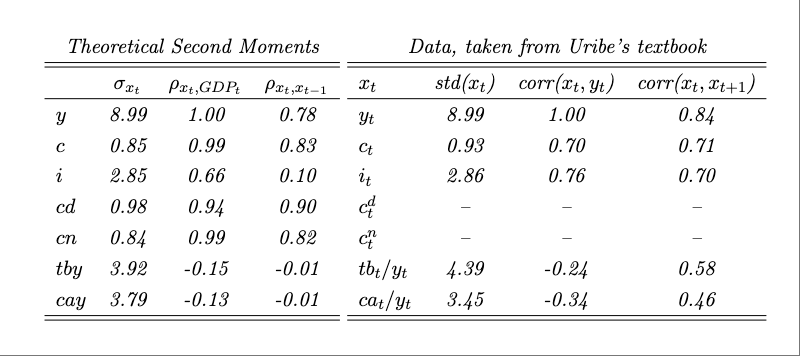 Theoretical Second Moments Data, taken from Uribe's textbook
σ_{x_t} ρ_{x_t,GDP_t} ρ_{x_t,x_{t−1}} x_t std(x_t) corr(x_t, y_t) corr(x_t, x_{t+1})
y 8.99 1.00 0.78 y_t 8.99 1.00 0.84
c 0.85 0.99 0.83 c_t 0.93 0.70 0.71
i 2.85 0.66 0.10 i_t 2.86 0.76 0.70
cd 0.98 0.94 0.90 c_t^d – – –
cn 0.84 0.99 0.82 c_t^n – – –
tby 3.92 -0.15 -0.01 tb_t/y_t 4.39 -0.24 0.58
cay 3.79 -0.13 -0.01 ca_t/y_t 3.45 -0.34 0.46